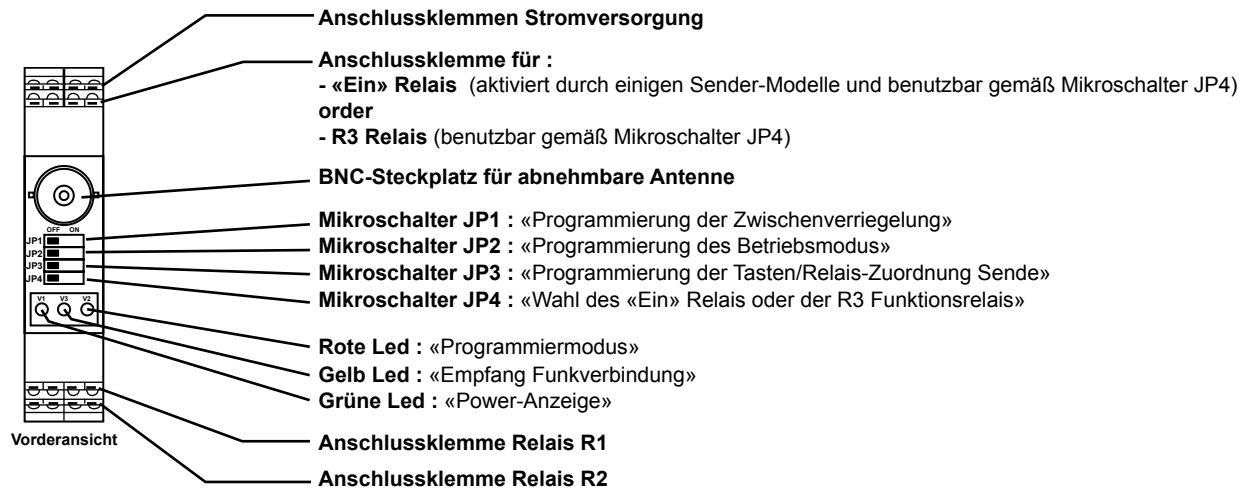 Anschlussklemmen Stromversorgung
Anschlussklemme für :
- «Ein» Relais (aktiviert durch einigen Sender-Modelle und benutzbar gemäß Mikroschalter JP4)
order
- R3 Relais (benutzbar gemäß Mikroschalter JP4)
BNC-Steckplatz für abnehmbare Antenne
OFF ON
JP1
JP2
JP3
JP4
Mikroschalter JP1 : «Programmierung der Zwischenverriegelung»
Mikroschalter JP2 : «Programmierung des Betriebsmodus»
Mikroschalter JP3 : «Programmierung der Tasten/Relais-Zuordnung Sende»
Mikroschalter JP4 : «Wahl des «Ein» Relais oder der R3 Funktionsrelais»
V1 V3 V2
Rote Led : «Programmiermodus»
Gelb Led : «Empfang Funkverbindung»
Grüne Led : «Power-Anzeige»
Vorderansicht
Anschlussklemme Relais R1
Anschlussklemme Relais R2